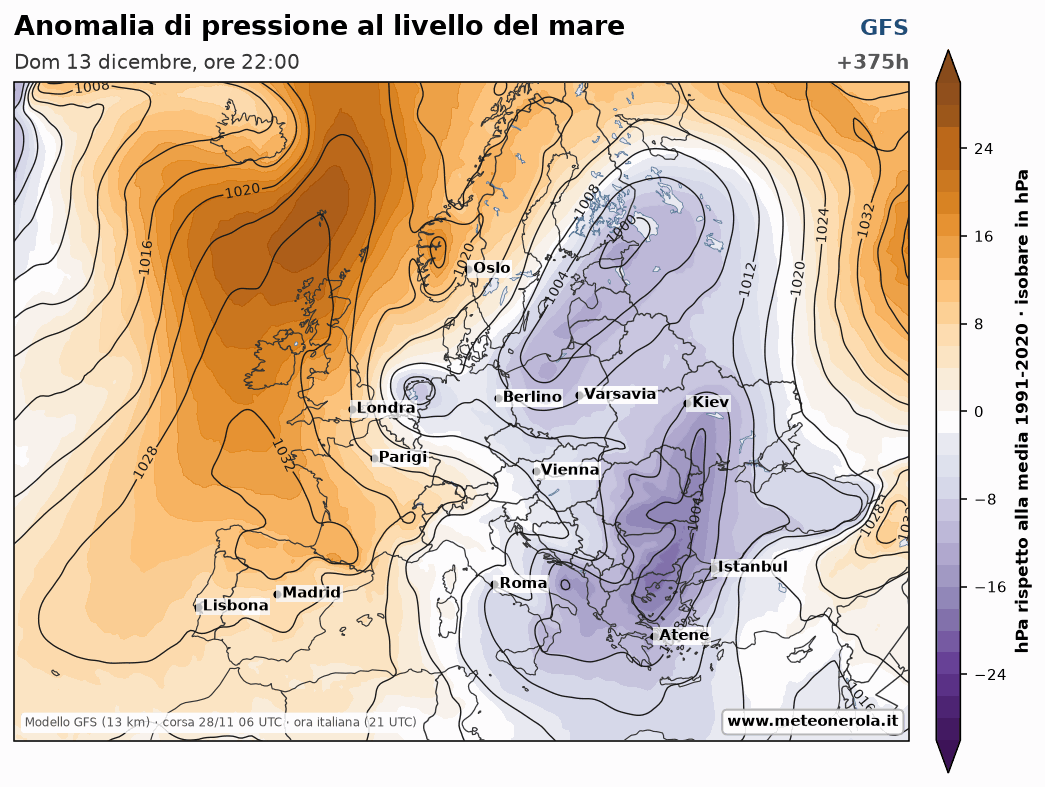 Anomalia di pressione al livello del mare
GFS
Dom 13 dicembre, ore 22:00
+375h
1008
1020
1016
1008
1000
1024
1032
1020
Oslo
1004
1012
1020
Berlino
Varsavia
Kiev
Londra
Parigi
1028
1032
Vienna
1004
1028
Istanbul
Roma
Madrid
Lisbona
Atene
Modello GFS (13 km) · corsa 28/11 06 UTC · ora italiana (21 UTC)
www.meteonerola.it
24
16
8
0
−8
−16
−24
hPa rispetto alla media 1991-2020 · isobare in hPa